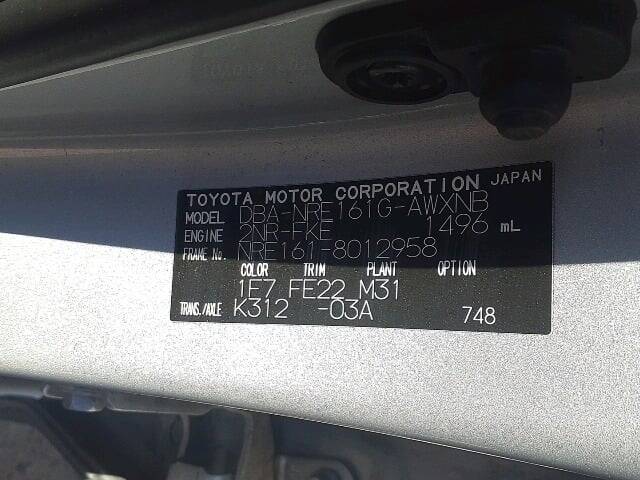 TOYOTA MOTOR CORPORATION JAPAN
MODEL DBA-NRE161G-AWXNB
ENGINE 2NR-FKE 1496 mL
FRAME No. NRE161-8012958
COLOR TRIM PLANT OPTION
1F7 FE22 M31
TRANS./AXLE K312 -03A 748